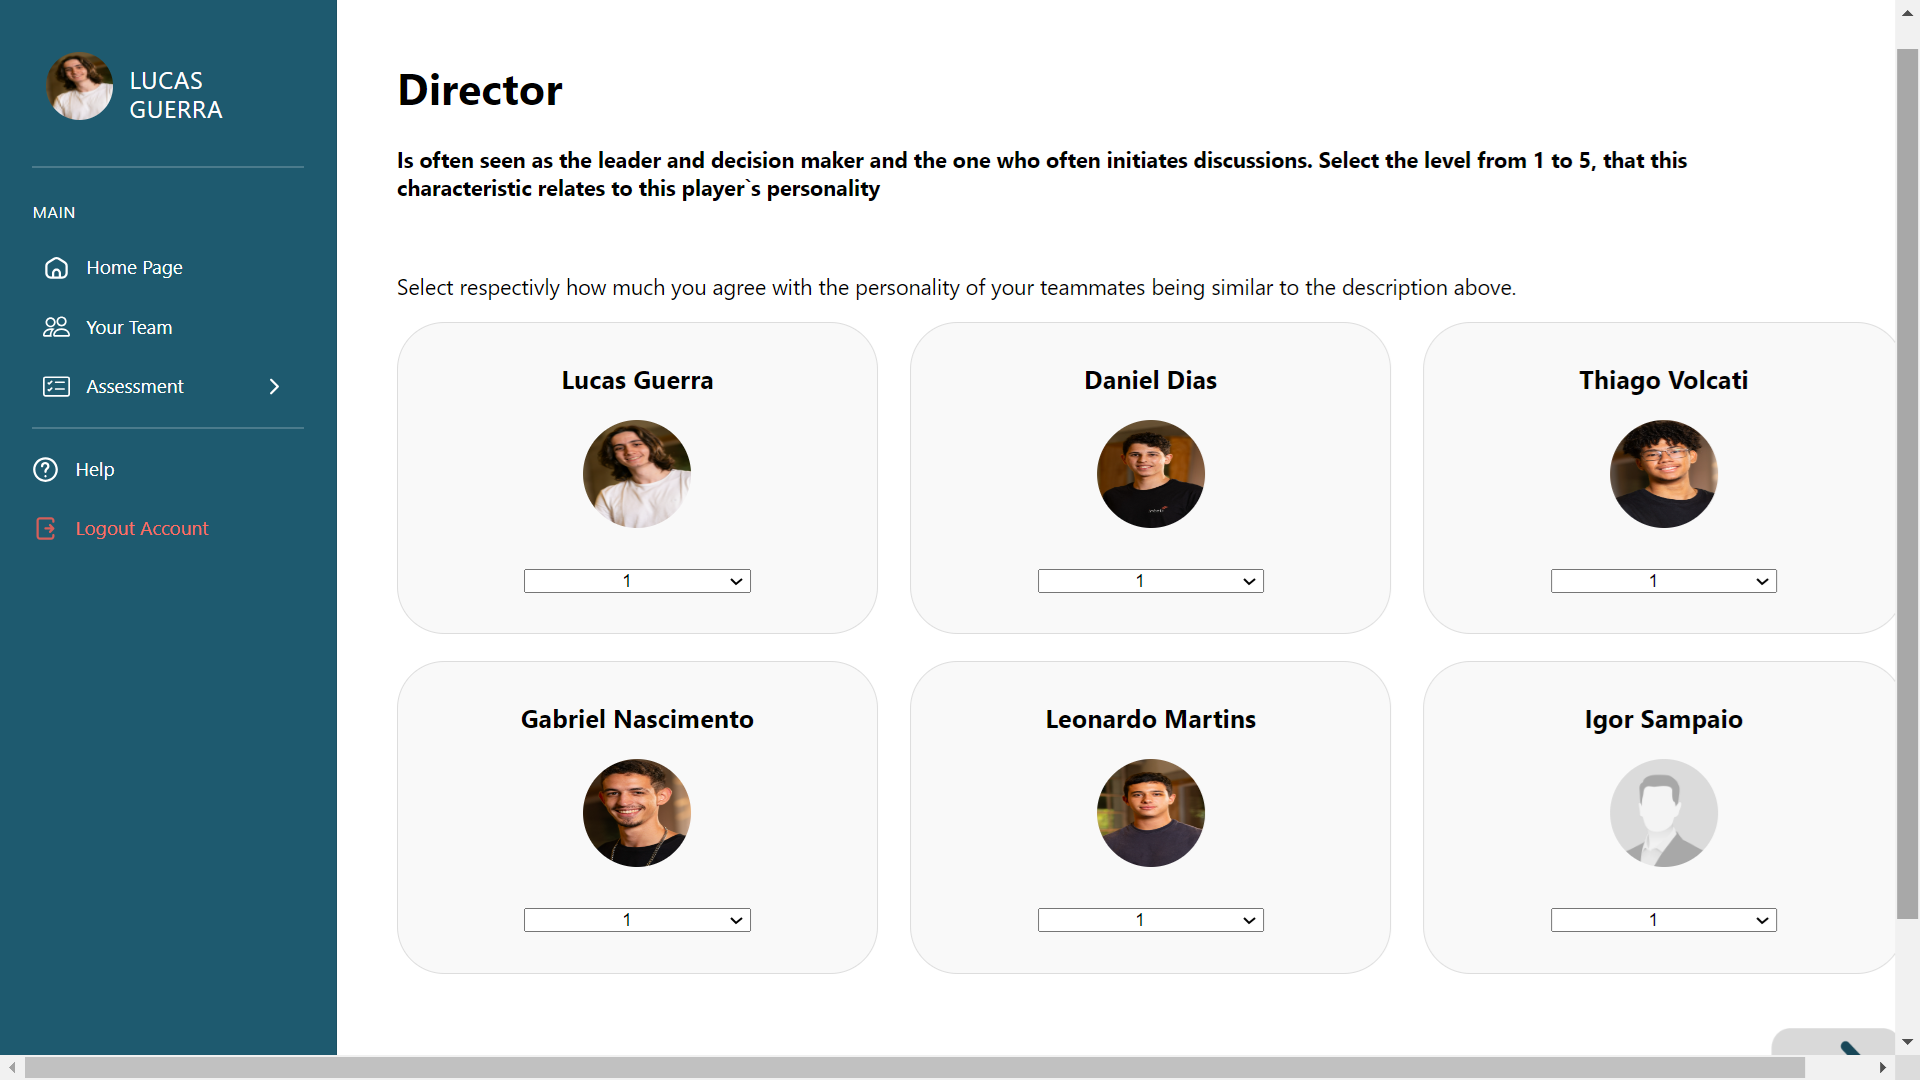 LUCAS
GUERRA
MAIN
Home Page
Your Team
Assessment
Help
Logout Account
Director
Is often seen as the leader and decision maker and the one who often initiates discussions. Select the level from 1 to 5, that this
characteristic relates to this player`s personality
Select respectivly how much you agree with the personality of your teammates being similar to the description above.
Lucas Guerra
Daniel Dias
Thiago Volcati
1
1
1
Gabriel Nascimento
Leonardo Martins
Igor Sampaio
1
1
1